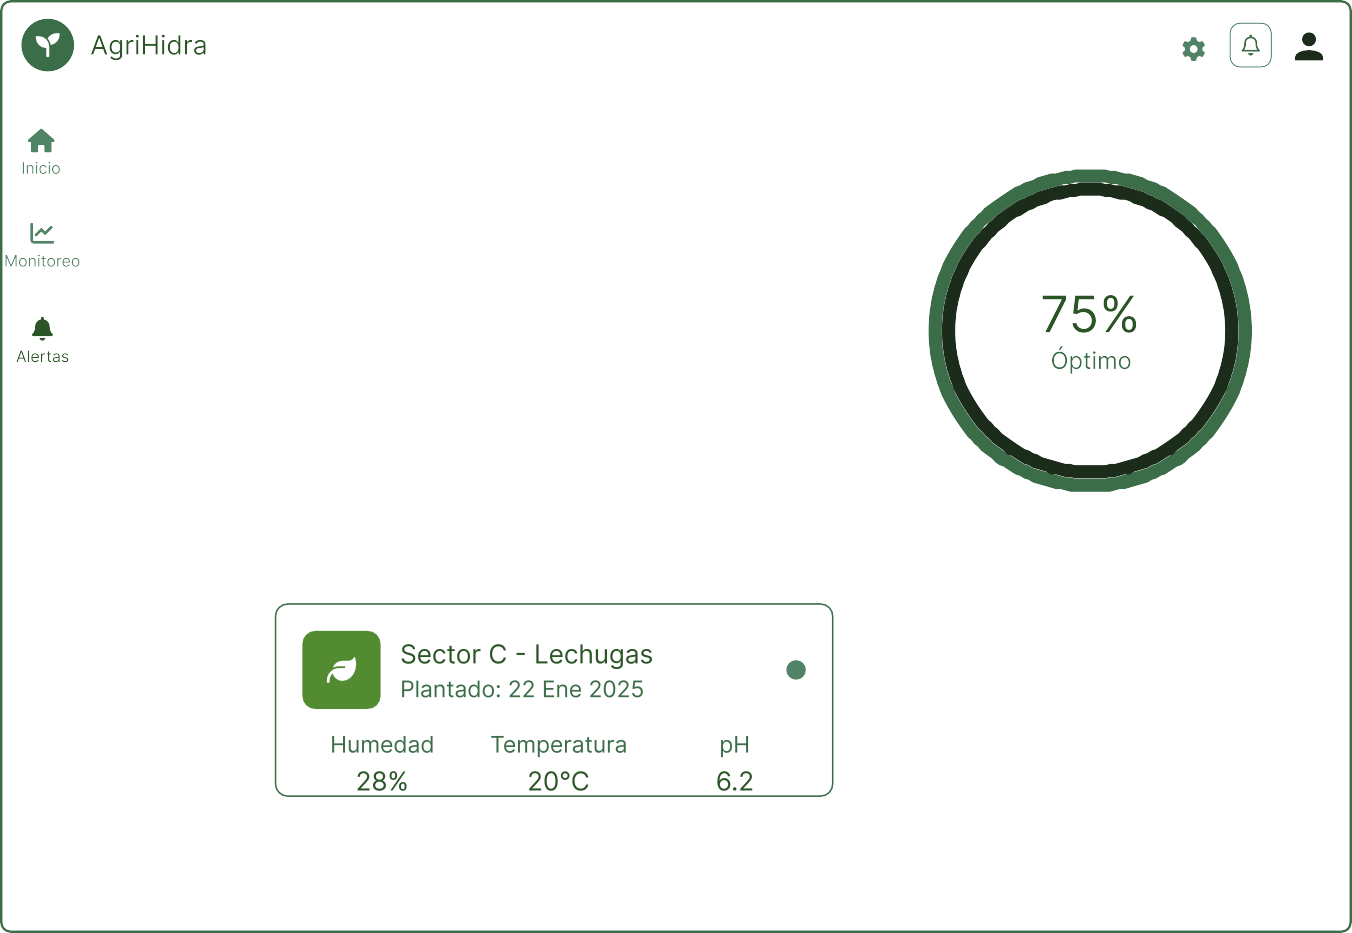 AgriHidra
Inicio
Monitoreo
Alertas
75%
Óptimo
Sector C - Lechugas
Plantado: 22 Ene 2025
Humedad Temperatura pH
28% 20°C 6.2